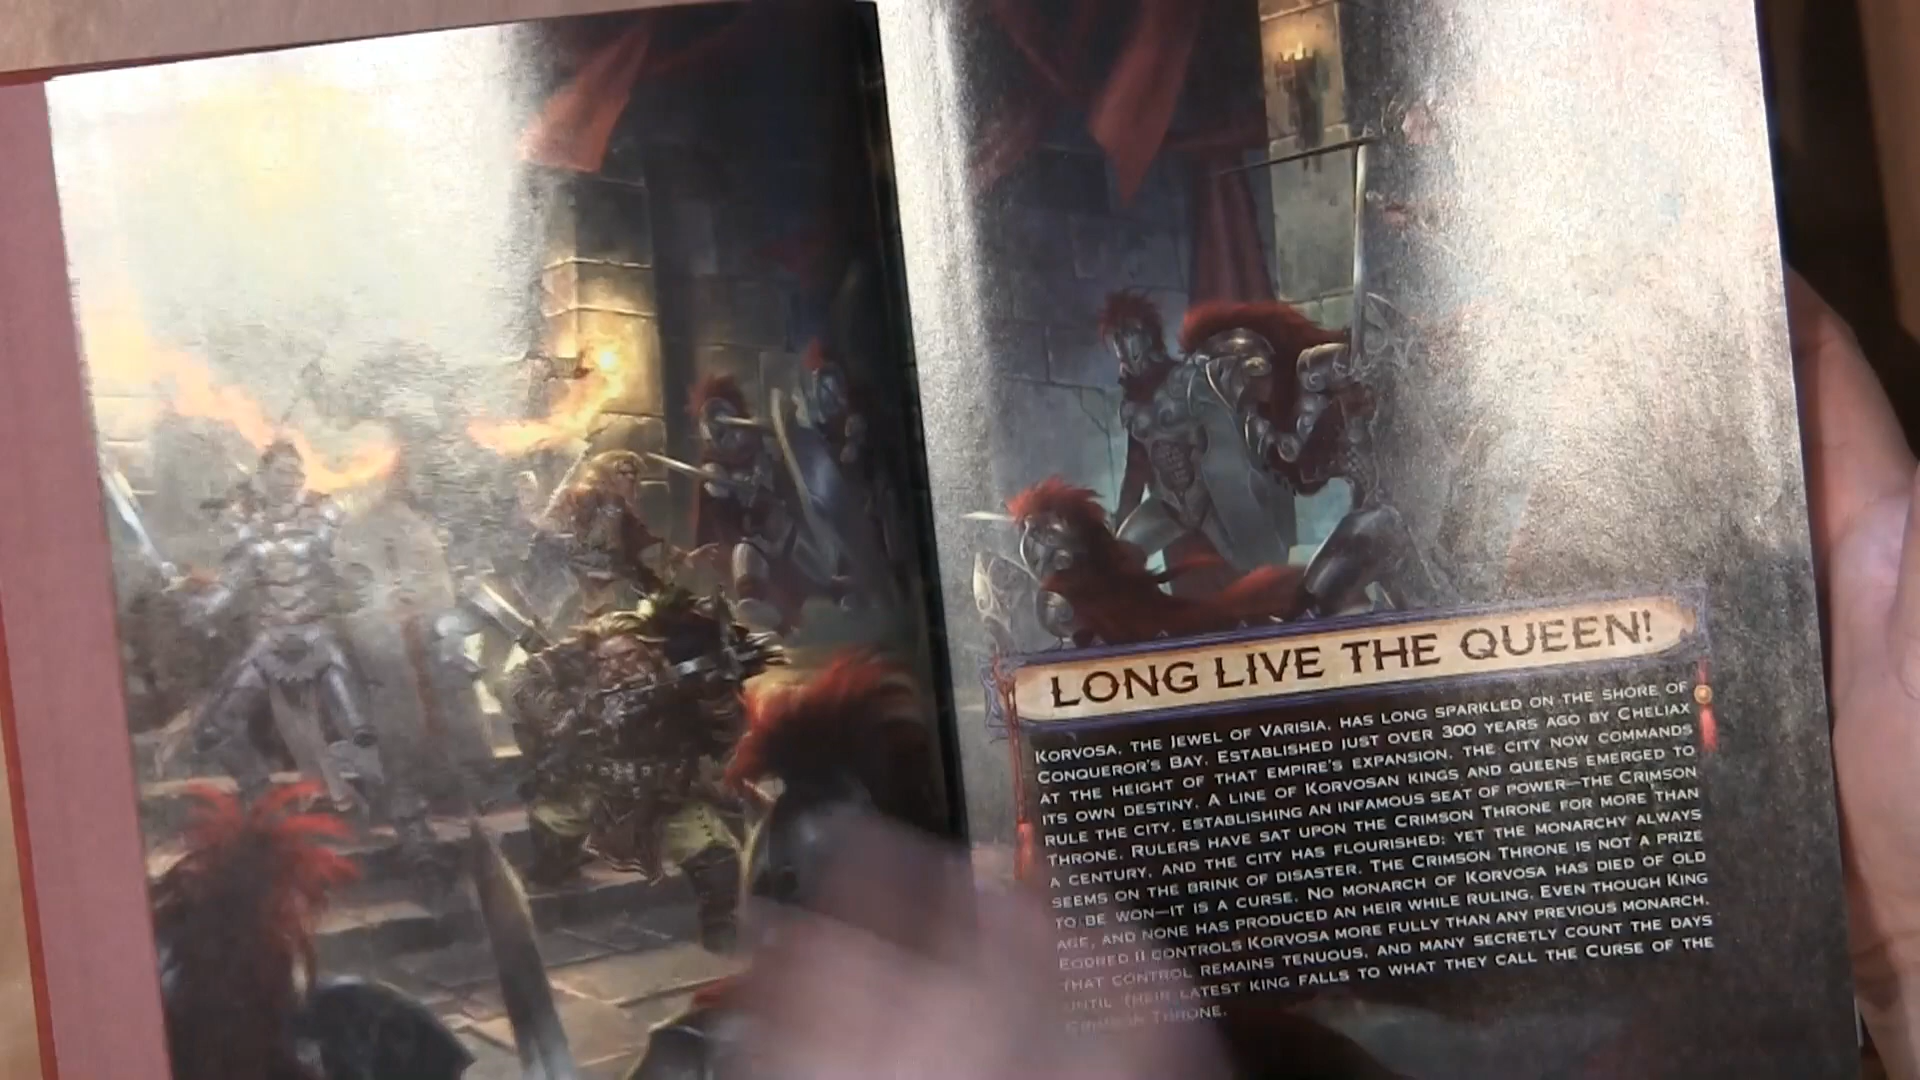 LONG LIVE THE QUEEN!
KORVOSA, THE JEWEL OF VARISIA, HAS LONG SPARKLED ON THE SHORE OF
CONQUEROR'S BAY. ESTABLISHED JUST OVER 300 YEARS AGO BY CHELIAX
AT THE HEIGHT OF THAT EMPIRE'S EXPANSION, THE CITY NOW COMMANDS
ITS OWN DESTINY. A LINE OF KORVOSAN KINGS AND QUEENS EMERGED TO
RULE THE CITY, ESTABLISHING AN INFAMOUS SEAT OF POWER—THE CRIMSON
THRONE. RULERS HAVE SAT UPON THE CRIMSON THRONE FOR MORE THAN
A CENTURY, AND THE CITY HAS FLOURISHED; YET THE MONARCHY ALWAYS
SEEMS ON THE BRINK OF DISASTER. THE CRIMSON THRONE IS NOT A PRIZE
TO BE WON—IT IS A CURSE. NO MONARCH OF KORVOSA HAS DIED OF OLD
AGE, AND NONE HAS PRODUCED AN HEIR WHILE RULING. EVEN THOUGH KING
EODRED II CONTROLS KORVOSA MORE FULLY THAN ANY PREVIOUS MONARCH,
THAT CONTROL REMAINS TENUOUS, AND MANY SECRETLY COUNT THE DAYS
UNTIL THEIR LATEST KING FALLS TO WHAT THEY CALL THE CURSE OF THE
CRIMSON THRONE.